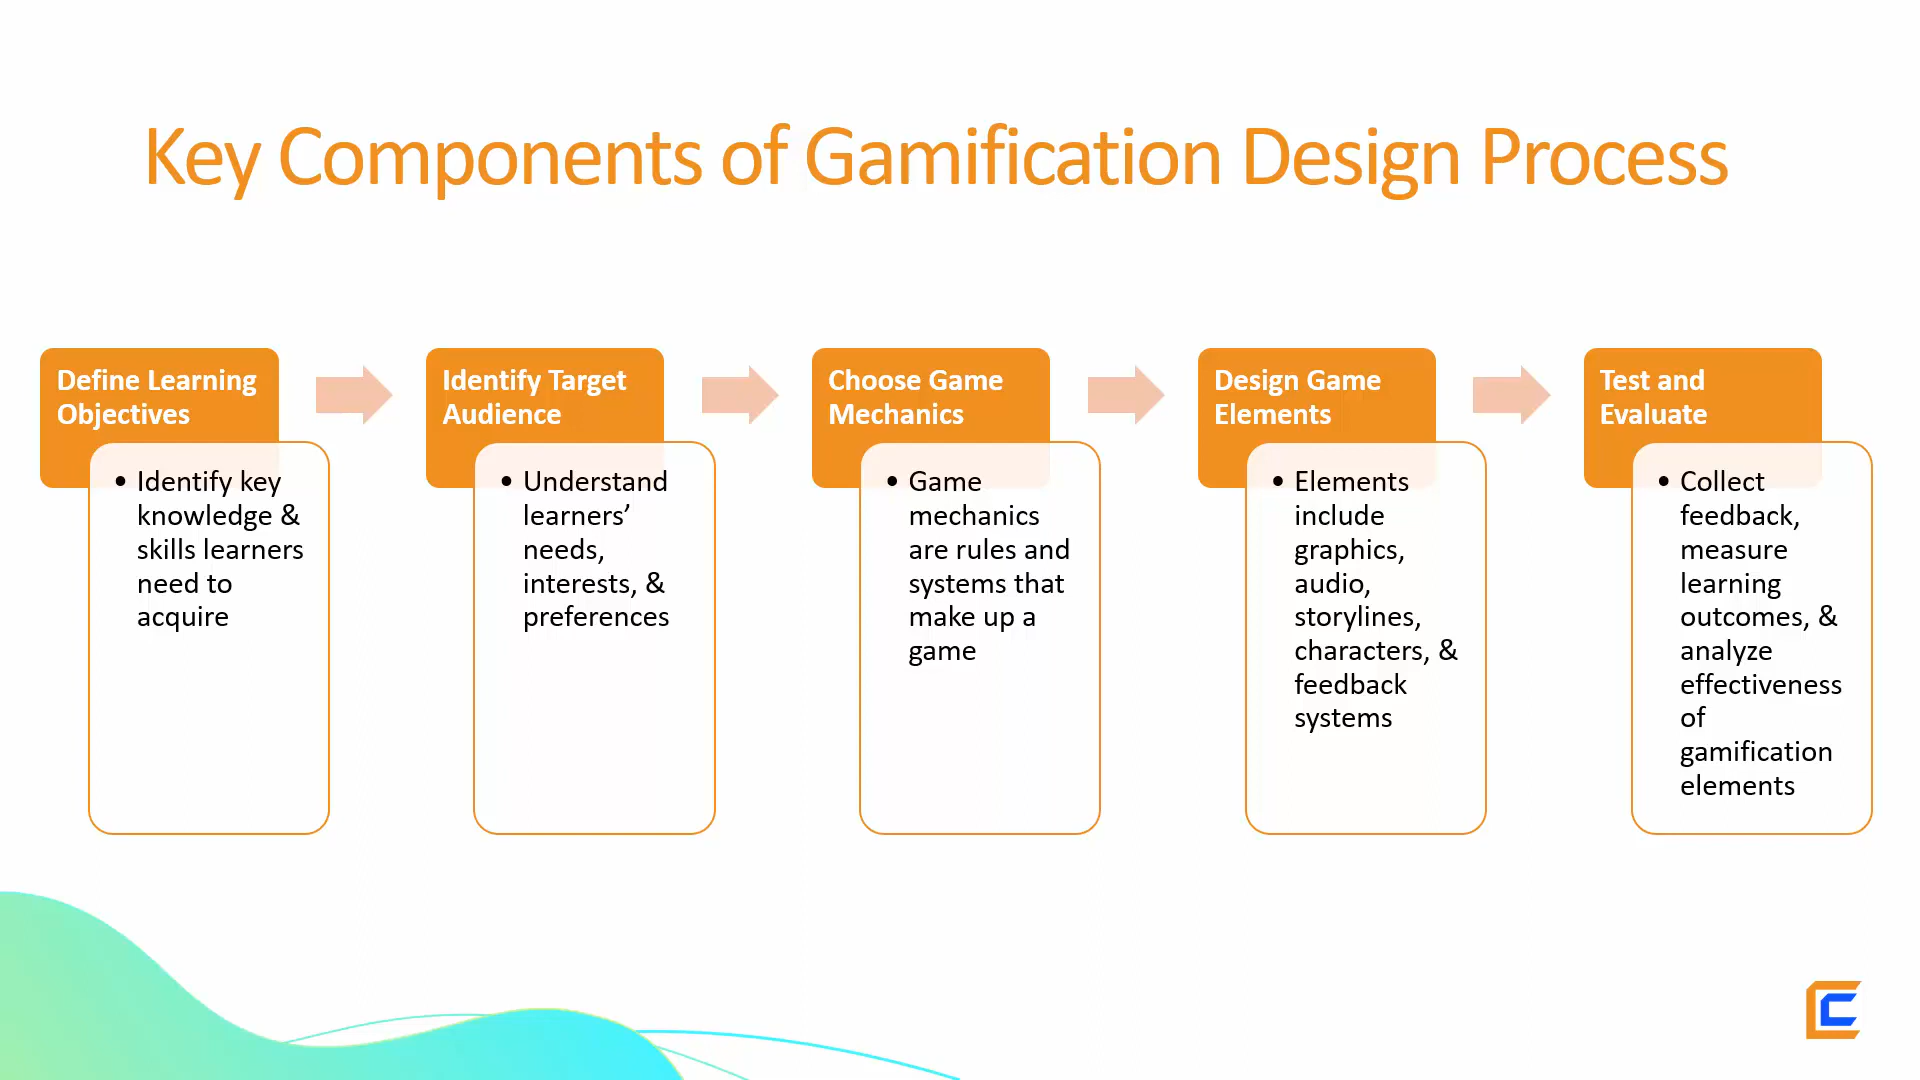 Key Components of Gamification Design Process
Define Learning
Objectives
• Identify key
knowledge &
skills learners
need to
acquire
Identify Target
Audience
• Understand
learners’
needs,
interests, &
preferences
Choose Game
Mechanics
• Game
mechanics
are rules and
systems that
make up a
game
Design Game
Elements
• Elements
include
graphics,
audio,
storylines,
characters, &
feedback
systems
Test and
Evaluate
• Collect
feedback,
measure
learning
outcomes, &
analyze
effectiveness
of
gamification
elements